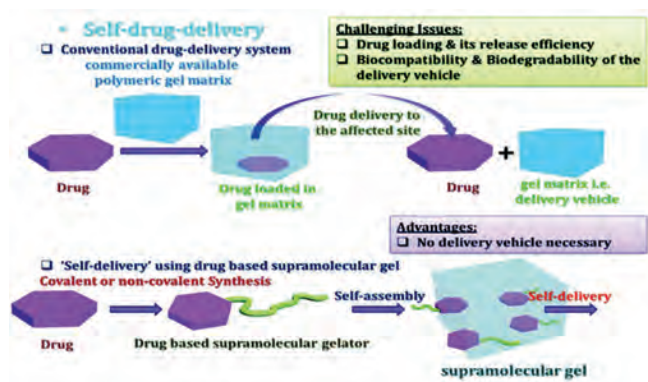 • Self-drug-delivery
❑ Conventional drug-delivery system
commercially available
polymeric gel matrix
Challenging Issues:
❑ Drug loading & its release efficiency
❑ Biocompatibility & Biodegradability of the
delivery vehicle
Drug delivery to
the affected site
Drug
Drug loaded in
gel matrix
Drug
+
gel matrix i.e.
delivery vehicle
Advantages:
❑ No delivery vehicle necessary
❑ 'Self-delivery' using drug based supramolecular gel
Covalent or non-covalent Synthesis
Self-assembly
Self-delivery
Drug
Drug based supramolecular gelator
supramolecular gel